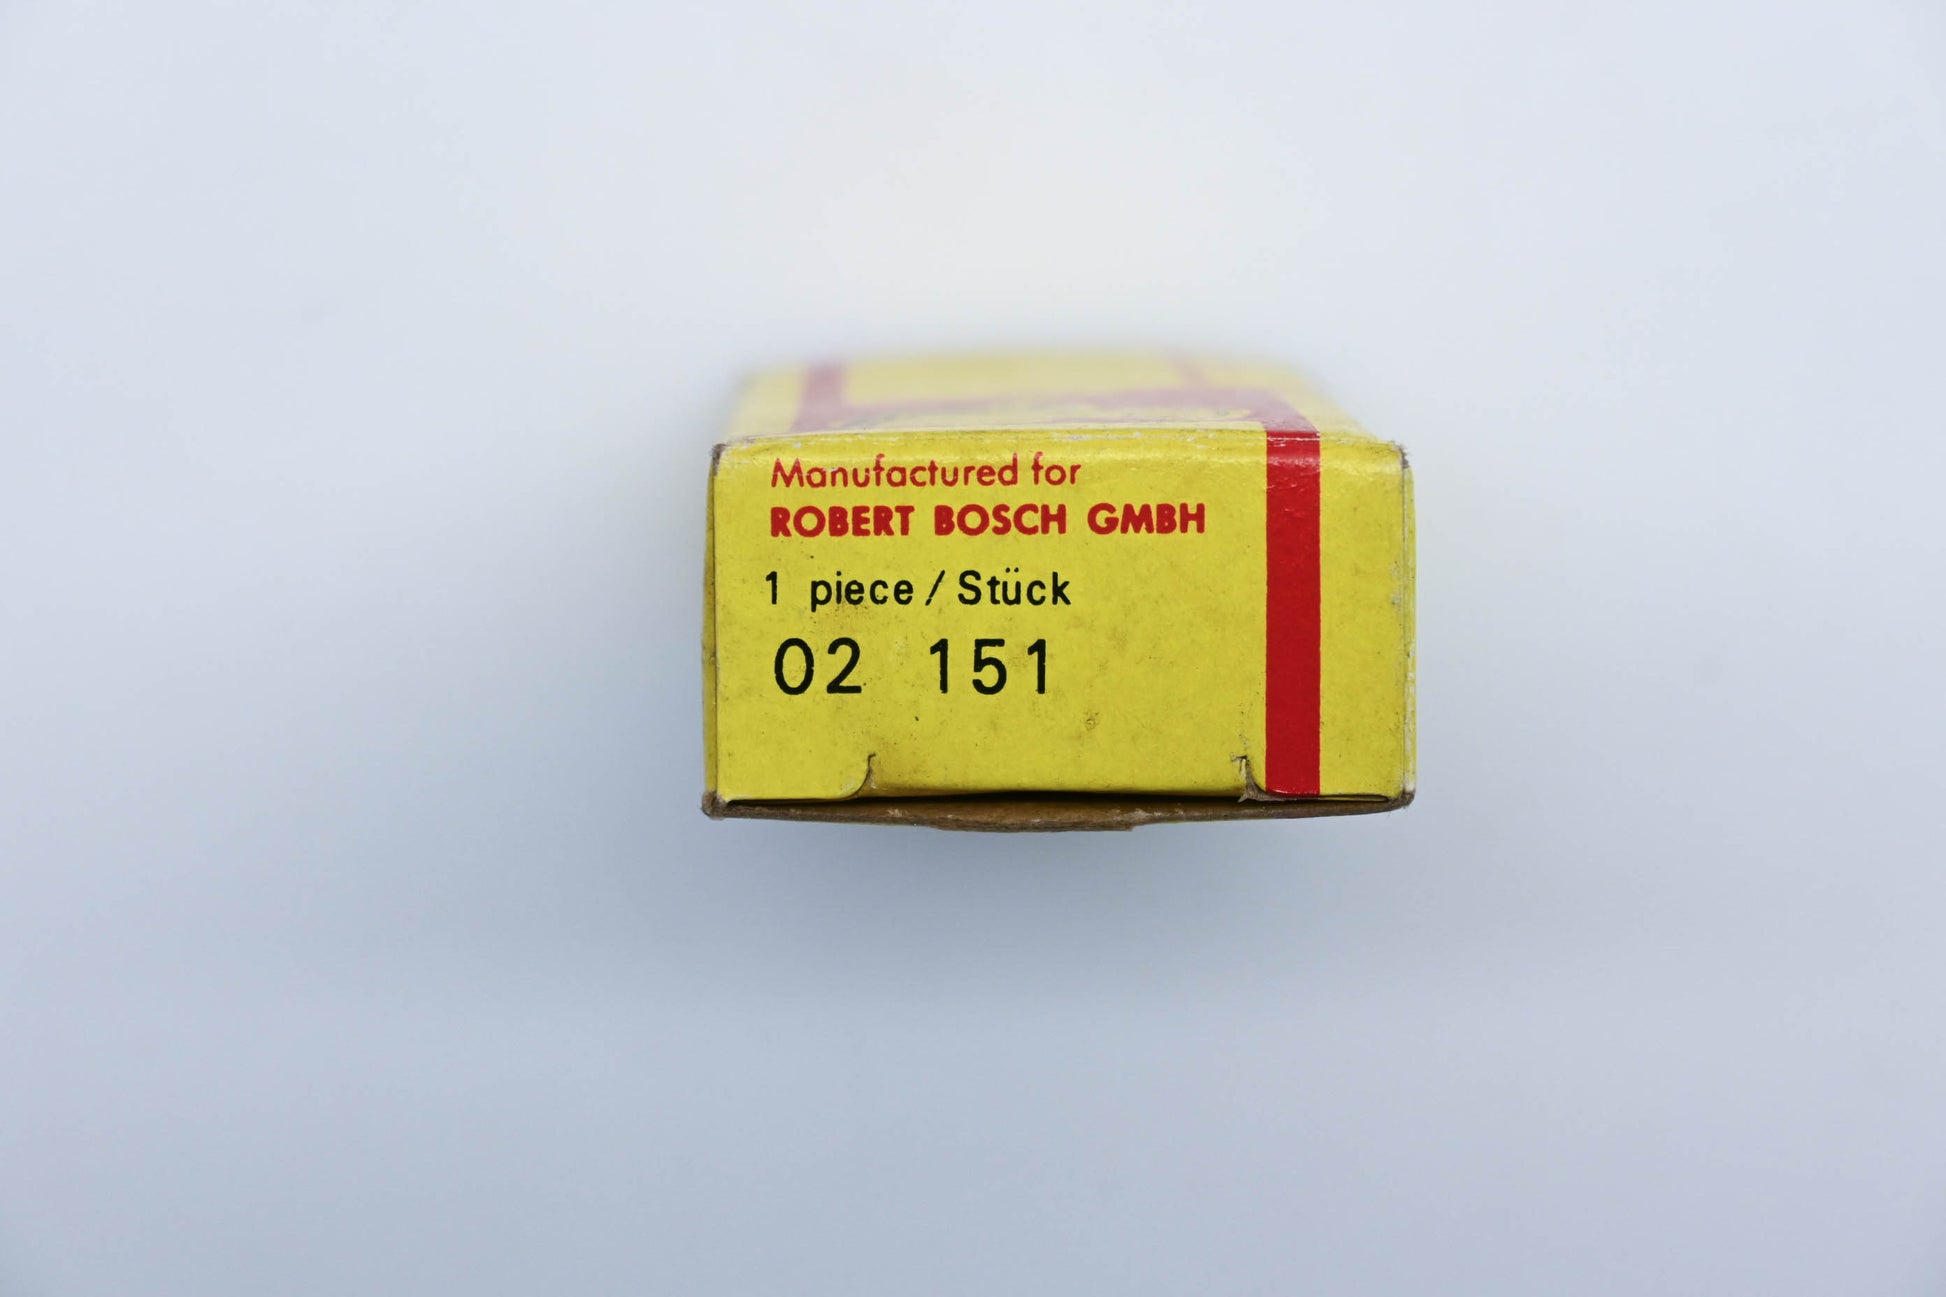 Manufactured for
ROBERT BOSCH GMBH
1 piece / Stück
02 151